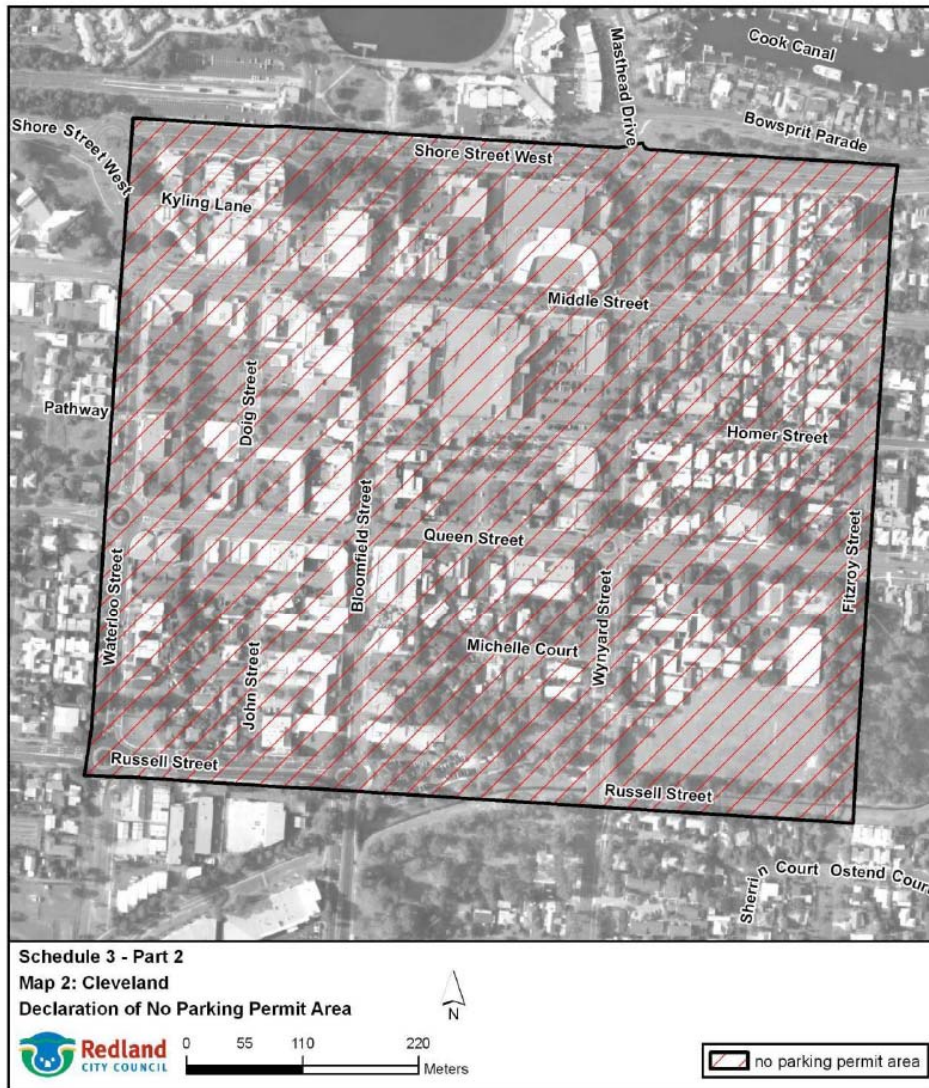 Cook Canal
Masthead Drive
Bowsprit Parade
Shore Street West
Shore Street West
Kyling Lane
Middle Street
Doig Street
Pathway
Homer Street
Bloomfield Street
Queen Street
Fitzroy Street
Waterloo Street
Wynyard Street
Michelle Court
John Street
Russell Street
Russell Street
Sherrin Court
Ostend Court
Schedule 3 - Part 2
Map 2: Cleveland
Declaration of No Parking Permit Area
N
Redland
CITY COUNCIL
0 55 110 220
Meters
no parking permit area